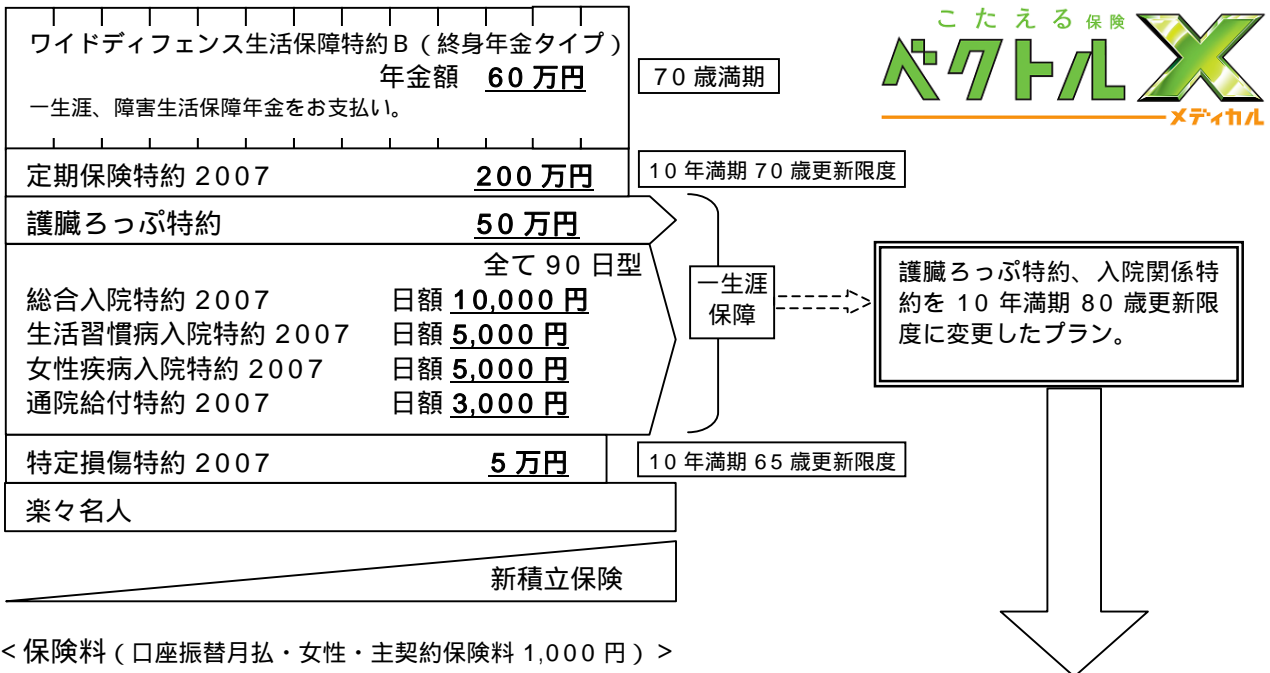 こたえる保険
ベクトルX
メディカル
ワイドディフェンス生活保障特約B(終身年金タイプ)
年金額 60万円
一生涯、障害生活保障年金をお支払い。
70歳満期
定期保険特約2007 200万円
10年満期70歳更新限度
護臓ろっぷ特約 50万円
全て90日型
総合入院特約2007 日額 10,000円
生活習慣病入院特約2007 日額 5,000円
女性疾病入院特約2007 日額 5,000円
通院給付特約2007 日額 3,000円
一生涯
保障
護臓ろっぷ特約、入院関係特
約を10年満期80歳更新限
度に変更したプラン。
特定損傷特約2007 5万円
10年満期65歳更新限度
楽々名人
新積立保険
<保険料(口座振替月払・女性・主契約保険料1,000円)>